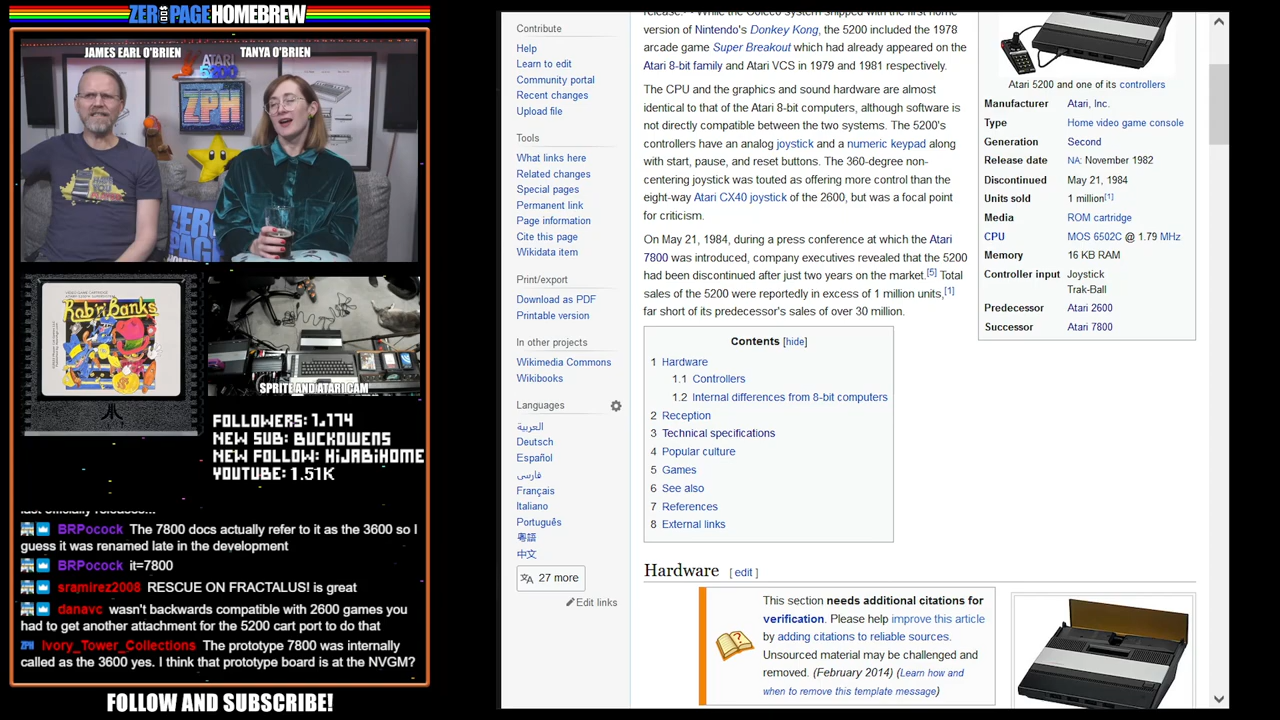 ZER PAGE HOMEBREW
JAMES EARL O'BRIEN
TANYA O'BRIEN
ATARI
5200
ZPH
ZERO
PAGE
Rob n' Banks
SPRITE AND ATARI CAM
FOLLOWERS: 1,174
NEW SUB: BUCKOWENS
NEW FOLLOW: HIJABIHOME
YOUTUBE: 1.51K
last officially releases...
BRPocock The 7800 docs actually refer to it as the 3600 so I
guess it was renamed late in the development
BRPocock it=7800
sramirez2008 RESCUE ON FRACTALUS! is great
danavc wasn't backwards compatible with 2600 games you
had to get another attachment for the 5200 cart port to do that
Ivory_Tower_Collections The prototype 7800 was internally
called as the 3600 yes. I think that prototype board is at the NVGM?
FOLLOW AND SUBSCRIBE!
Contribute
Help
Learn to edit
Community portal
Recent changes
Upload file
Tools
What links here
Related changes
Special pages
Permanent link
Page information
Cite this page
Wikidata item
Print/export
Download as PDF
Printable version
In other projects
Wikimedia Commons
Wikibooks
Languages
العربية
Deutsch
Español
فارسی
Français
Italiano
Português
粵語
中文
27 more
Edit links
release. While the Coleco system shipped with the first home
version of Nintendo's Donkey Kong, the 5200 included the 1978
arcade game Super Breakout which had already appeared on the
Atari 8-bit family and Atari VCS in 1979 and 1981 respectively.
The CPU and the graphics and sound hardware are almost
identical to that of the Atari 8-bit computers, although software is
not directly compatible between the two systems. The 5200's
controllers have an analog joystick and a numeric keypad along
with start, pause, and reset buttons. The 360-degree non-
centering joystick was touted as offering more control than the
eight-way Atari CX40 joystick of the 2600, but was a focal point
for criticism.
On May 21, 1984, during a press conference at which the Atari
7800 was introduced, company executives revealed that the 5200
had been discontinued after just two years on the market.[5] Total
sales of the 5200 were reportedly in excess of 1 million units,[1]
far short of its predecessor's sales of over 30 million.
Contents [hide]
1 Hardware
1.1 Controllers
1.2 Internal differences from 8-bit computers
2 Reception
3 Technical specifications
4 Popular culture
5 Games
6 See also
7 References
8 External links
Hardware [ edit ]
This section needs additional citations for
verification. Please help improve this article
by adding citations to reliable sources.
Unsourced material may be challenged and
removed. (February 2014) (Learn how and
when to remove this template message)
Atari 5200 and one of its controllers
Manufacturer Atari, Inc.
Type Home video game console
Generation Second
Release date NA: November 1982
Discontinued May 21, 1984
Units sold 1 million[1]
Media ROM cartridge
CPU MOS 6502C @ 1.79 MHz
Memory 16 KB RAM
Controller input Joystick
Trak-Ball
Predecessor Atari 2600
Successor Atari 7800